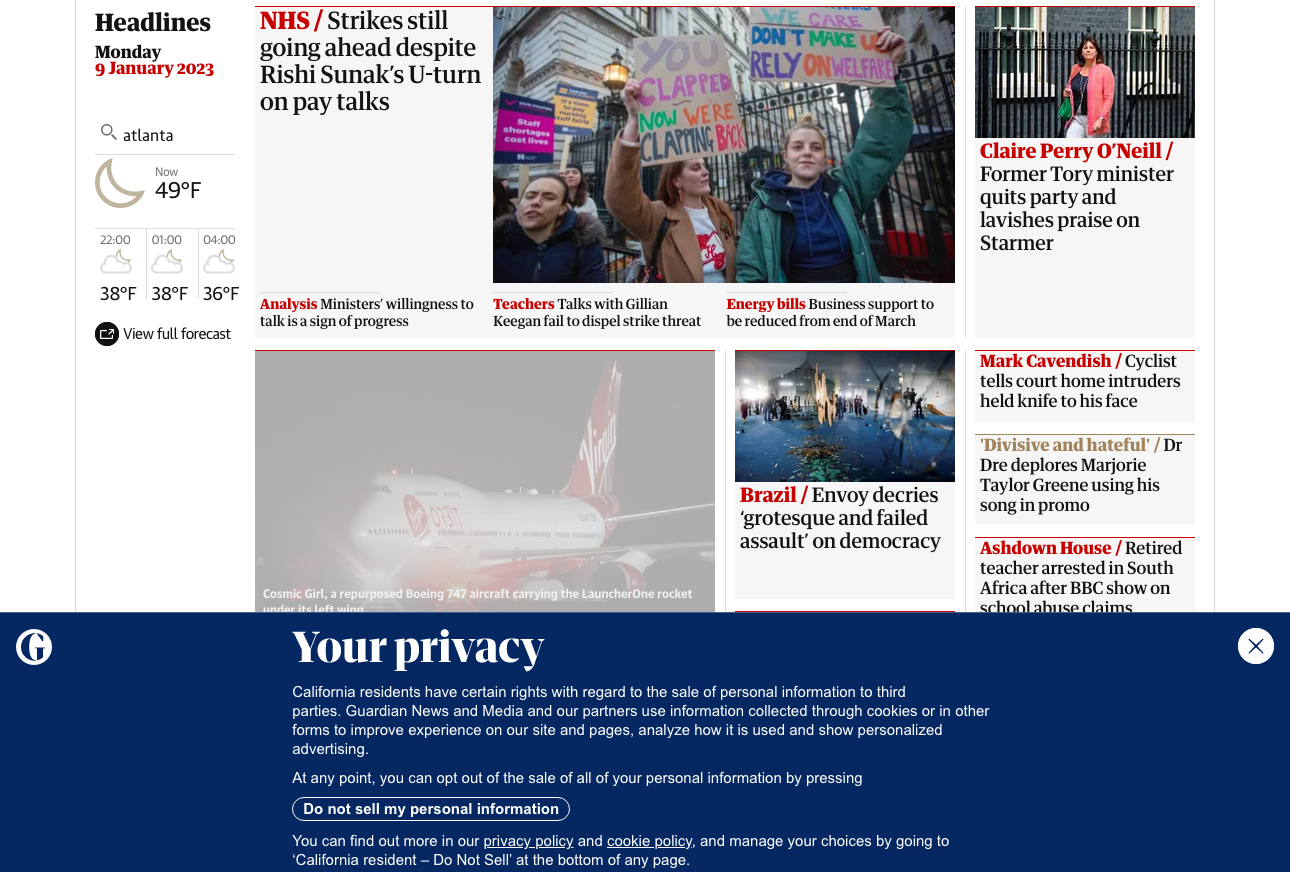 Headlines
Monday
9 January 2023
atlanta
Now
49°F
22:00
01:00
04:00
38°F
38°F
36°F
View full forecast
NHS / Strikes still
going ahead despite
Rishi Sunak's U-turn
on pay talks
WE CARE
DON'T MAKE US
RELY ON WELFARE
YOU
CLAPPED
NOW WE'RE
CLAPPING BACK
Staff
shortages
cost lives
It's time
to pay
nursing
staff fairly
Analysis Ministers' willingness to
talk is a sign of progress
Teachers Talks with Gillian
Keegan fail to dispel strike threat
Energy bills Business support to
be reduced from end of March
Claire Perry O'Neill /
Former Tory minister
quits party and
lavishes praise on
Starmer
Virgin
Virgin
Cosmic Girl, a repurposed Boeing 747 aircraft carrying the LauncherOne rocket
under its left wing
Brazil / Envoy decries
'grotesque and failed
assault' on democracy
Mark Cavendish / Cyclist
tells court home intruders
held knife to his face
'Divisive and hateful' / Dr
Dre deplores Marjorie
Taylor Greene using his
song in promo
Ashdown House / Retired
teacher arrested in South
Africa after BBC show on
school abuse claims
Your privacy
California residents have certain rights with regard to the sale of personal information to third
parties. Guardian News and Media and our partners use information collected through cookies or in other
forms to improve experience on our site and pages, analyze how it is used and show personalized
advertising.
At any point, you can opt out of the sale of all of your personal information by pressing
Do not sell my personal information
You can find out more in our privacy policy and cookie policy, and manage your choices by going to
‘California resident – Do Not Sell’ at the bottom of any page.